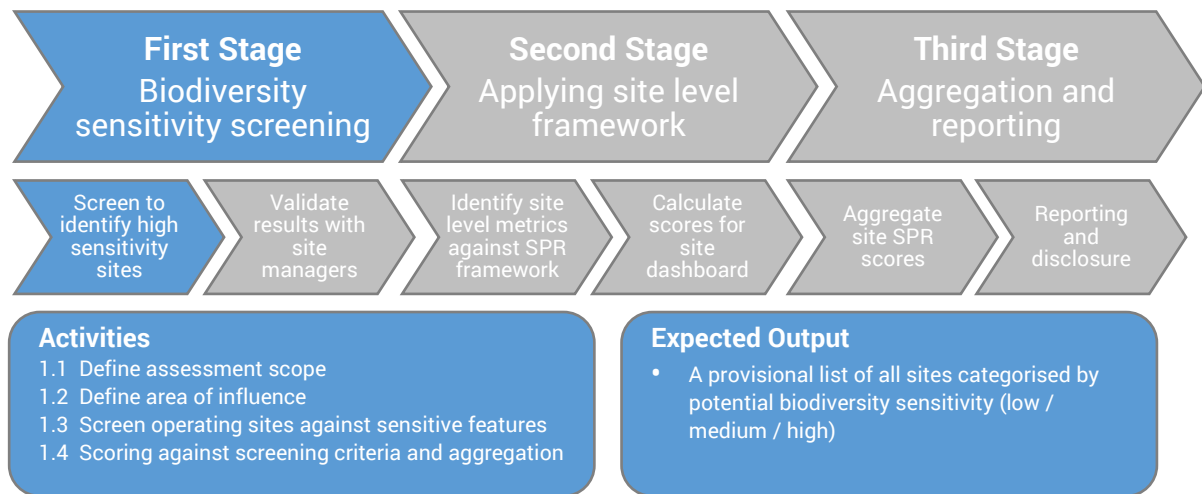 First Stage
Biodiversity
sensitivity screening
Second Stage
Applying site level
framework
Third Stage
Aggregation and
reporting
Screen to
identify high
sensitivity
sites
Validate
results with
site
managers
Identify site
level metrics
against SPR
framework
Calculate
scores for
site
dashboard
Aggregate
site SPR
scores
Reporting
and
disclosure
Activities
1.1 Define assessment scope
1.2 Define area of influence
1.3 Screen operating sites against sensitive features
1.4 Scoring against screening criteria and aggregation
Expected Output
• A provisional list of all sites categorised by
potential biodiversity sensitivity (low /
medium / high)